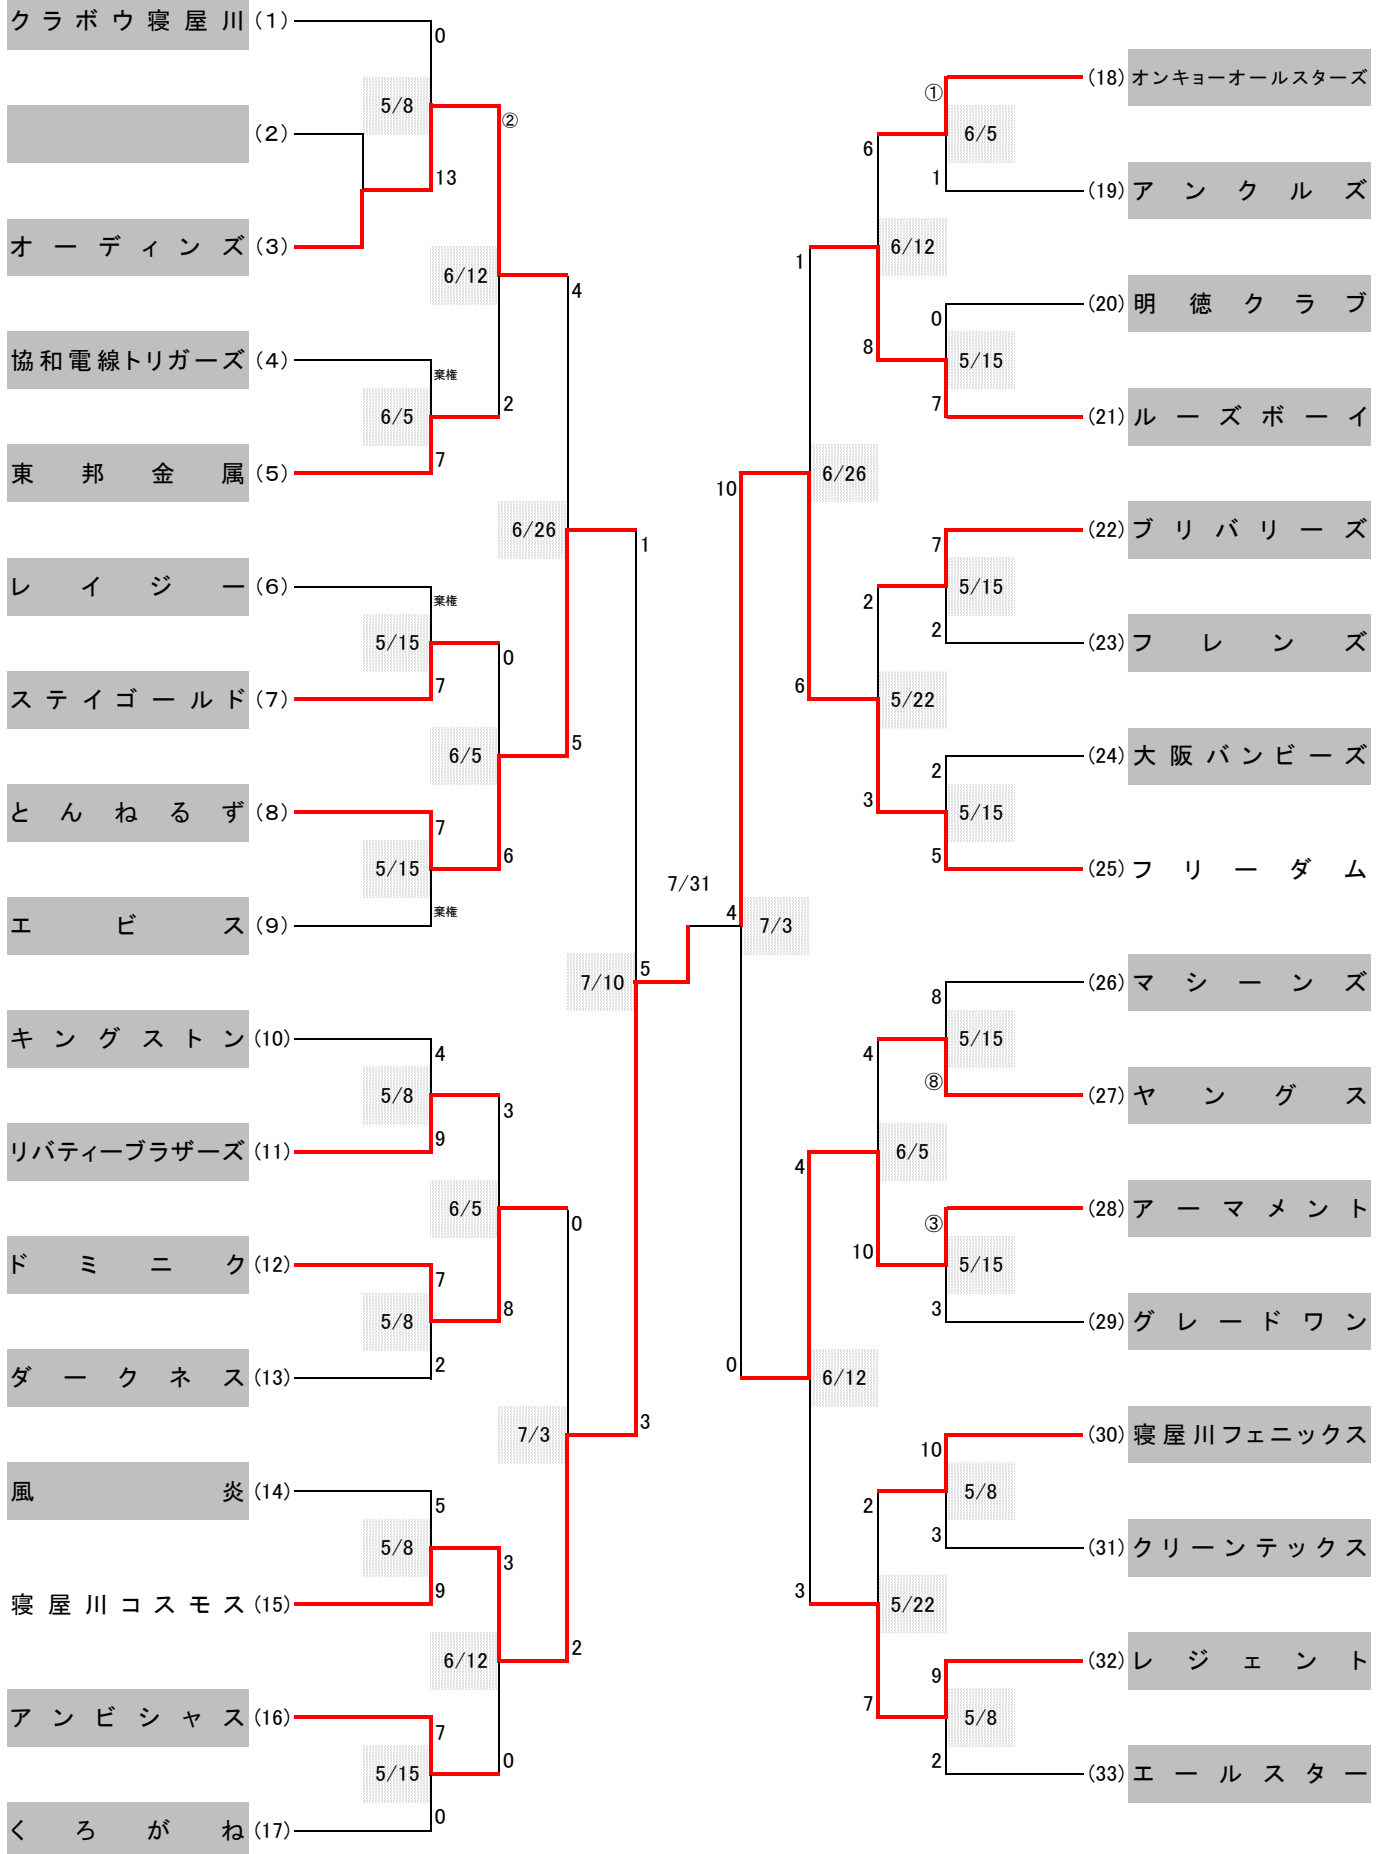 クラボウ寝屋川 (1)
0
5/8
②
(2)
13
オーディンズ (3)
6/12
4
協和電線トリガーズ (4)
棄権
6/5
2
東邦金属 (5)
7
6/26
1
レイジー (6)
棄権
5/15
0
ステイゴールド (7)
7
6/5
5
とんねるず (8)
7
5/15
6
エビス (9)
棄権
7/10
5
7/31
キングストン (10)
4
5/8
3
リバティーブラザーズ (11)
9
6/5
0
ドミニク (12)
7
5/8
8
ダークネス (13)
2
7/3
3
風炎 (14)
5
5/8
3
寝屋川コスモス (15)
9
6/12
2
アンビシャス (16)
7
5/15
0
くろがね (17)
0
(18) オンキョーオールスターズ
①
6/5
6
1
(19) アンクルズ
6/12
1
(20) 明徳クラブ
0
5/15
8
7
(21) ルーズボーイ
6/26
10
(22) ブリバリーズ
7
5/15
2
2
(23) フレンズ
5/22
6
(24) 大阪バンビーズ
2
5/15
3
5
(25) フリーダム
4
7/3
(26) マシーンズ
8
5/15
4
⑧
(27) ヤングス
6/5
4
(28) アーマメント
③
5/15
10
3
(29) グレードワン
6/12
0
(30) 寝屋川フェニックス
10
5/8
2
3
(31) クリーンテックス
5/22
3
(32) レジェント
9
5/8
7
2
(33) エールスター